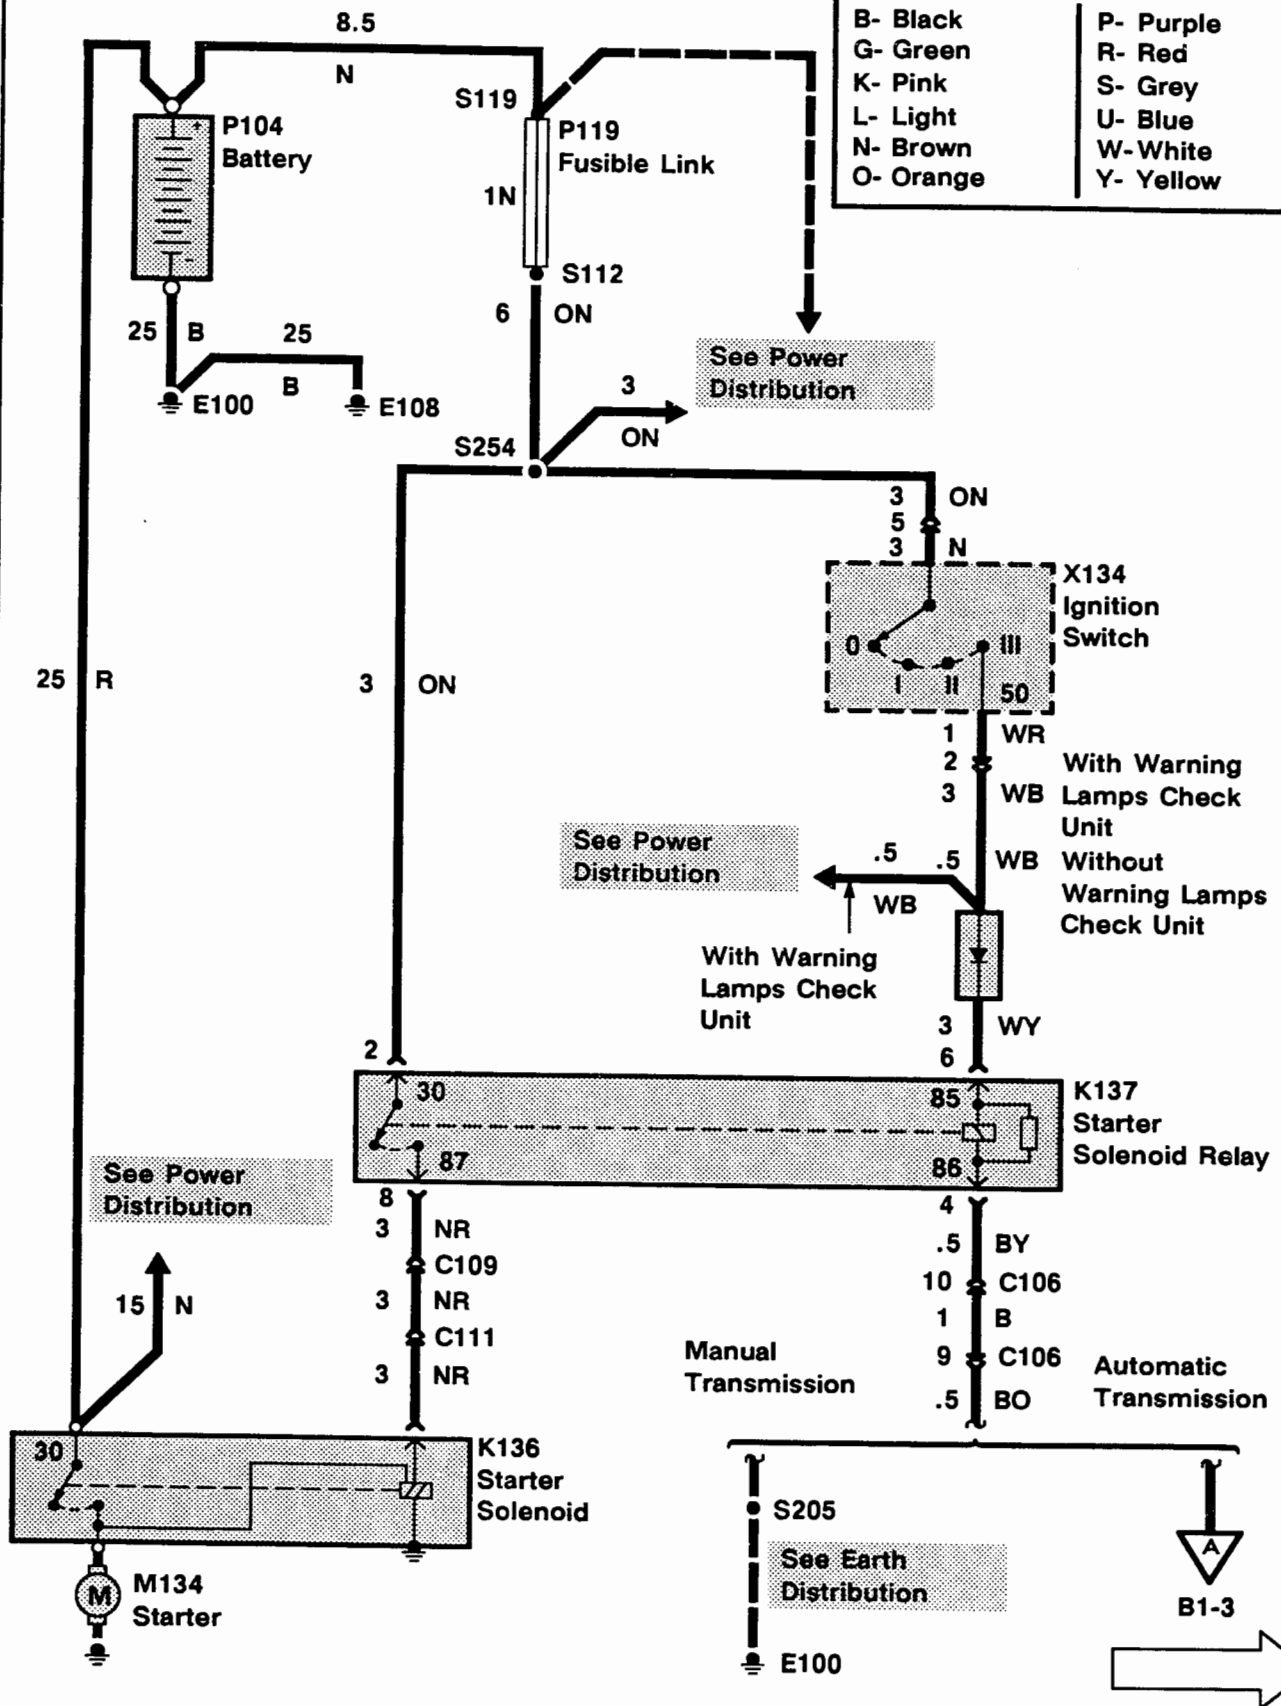 8.5
N
B- Black
G- Green
K- Pink
L- Light
N- Brown
O- Orange
P- Purple
R- Red
S- Grey
U- Blue
W-White
Y- Yellow
S119
P104
Battery
+
-
P119
Fusible Link
1N
S112
6 ON
25 B
25
B
E100
E108
See Power
Distribution
3
ON
S254
3 ON
5
3 N
X134
Ignition
Switch
0
I
II
III
50
25 R
3 ON
1 WR
2
3 WB
With Warning
Lamps Check
Unit
.5 WB
Without
Warning Lamps
Check Unit
See Power
Distribution
.5
WB
With Warning
Lamps Check
Unit
3 WY
6
2
30
87
85
86
K137
Starter
Solenoid Relay
See Power
Distribution
15 N
8
3 NR
C109
3 NR
C111
3 NR
4
.5 BY
10 C106
1 B
9 C106
.5 BO
Manual
Transmission
Automatic
Transmission
30
K136
Starter
Solenoid
M
M134
Starter
S205
See Earth
Distribution
E100
A
B1-3